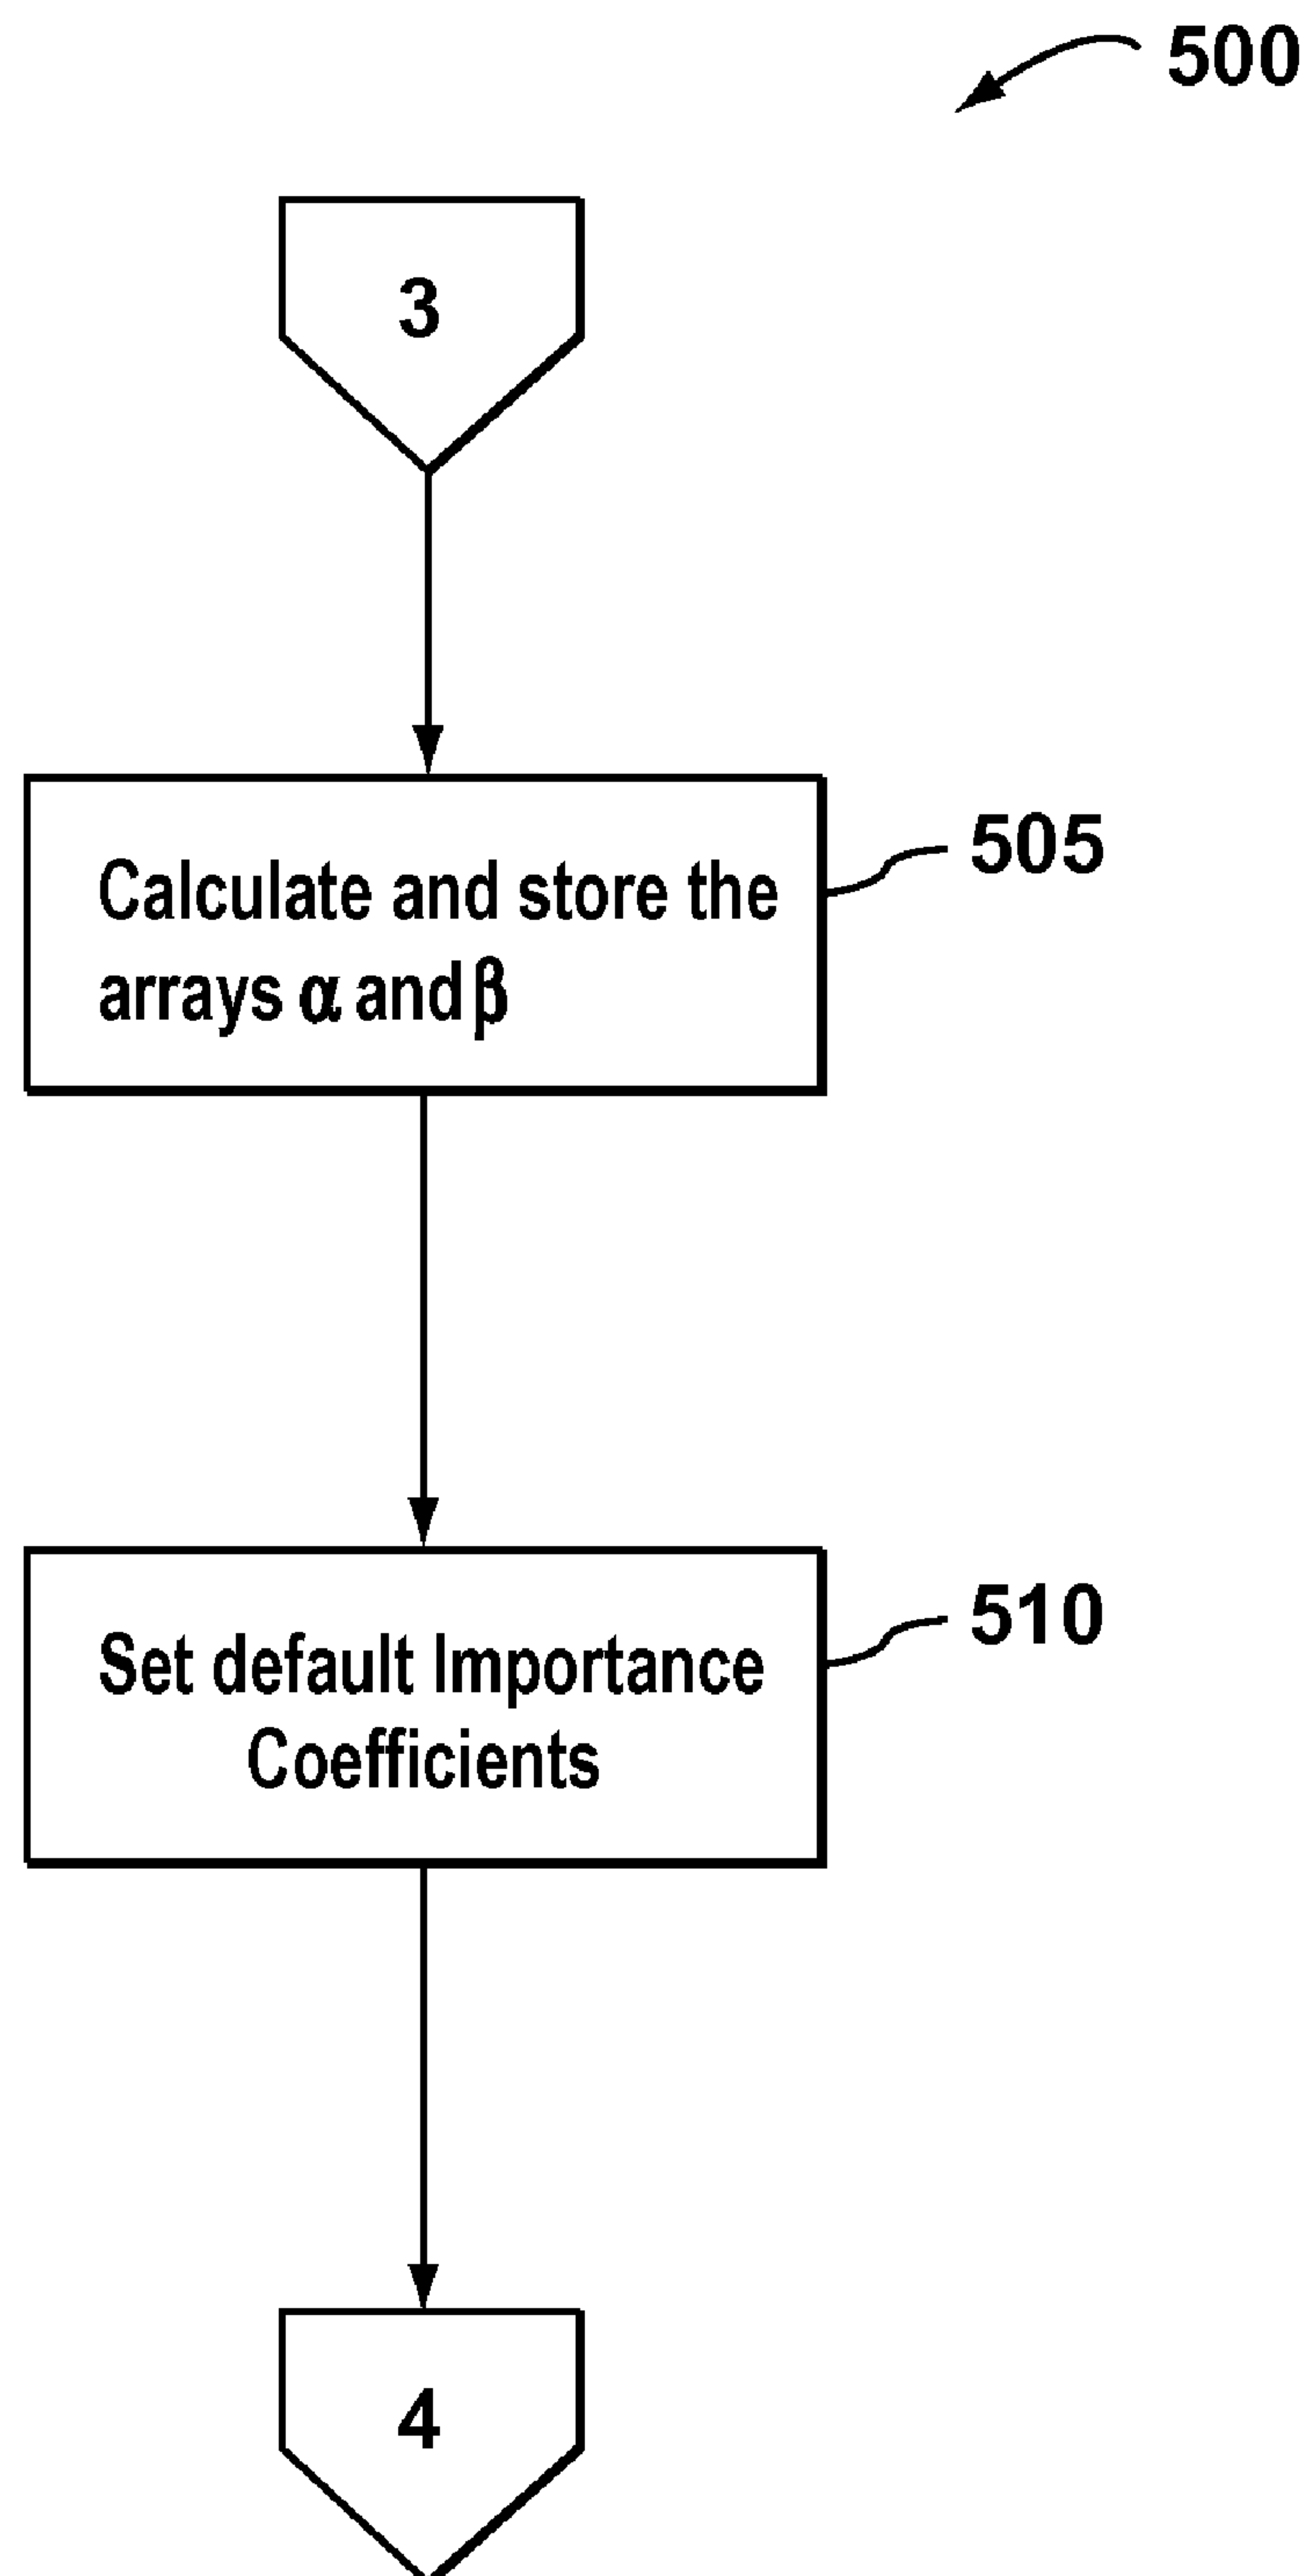 500
3
Calculate and store the
505
arrays α and β
Set default Importance
510
Coefficients
4